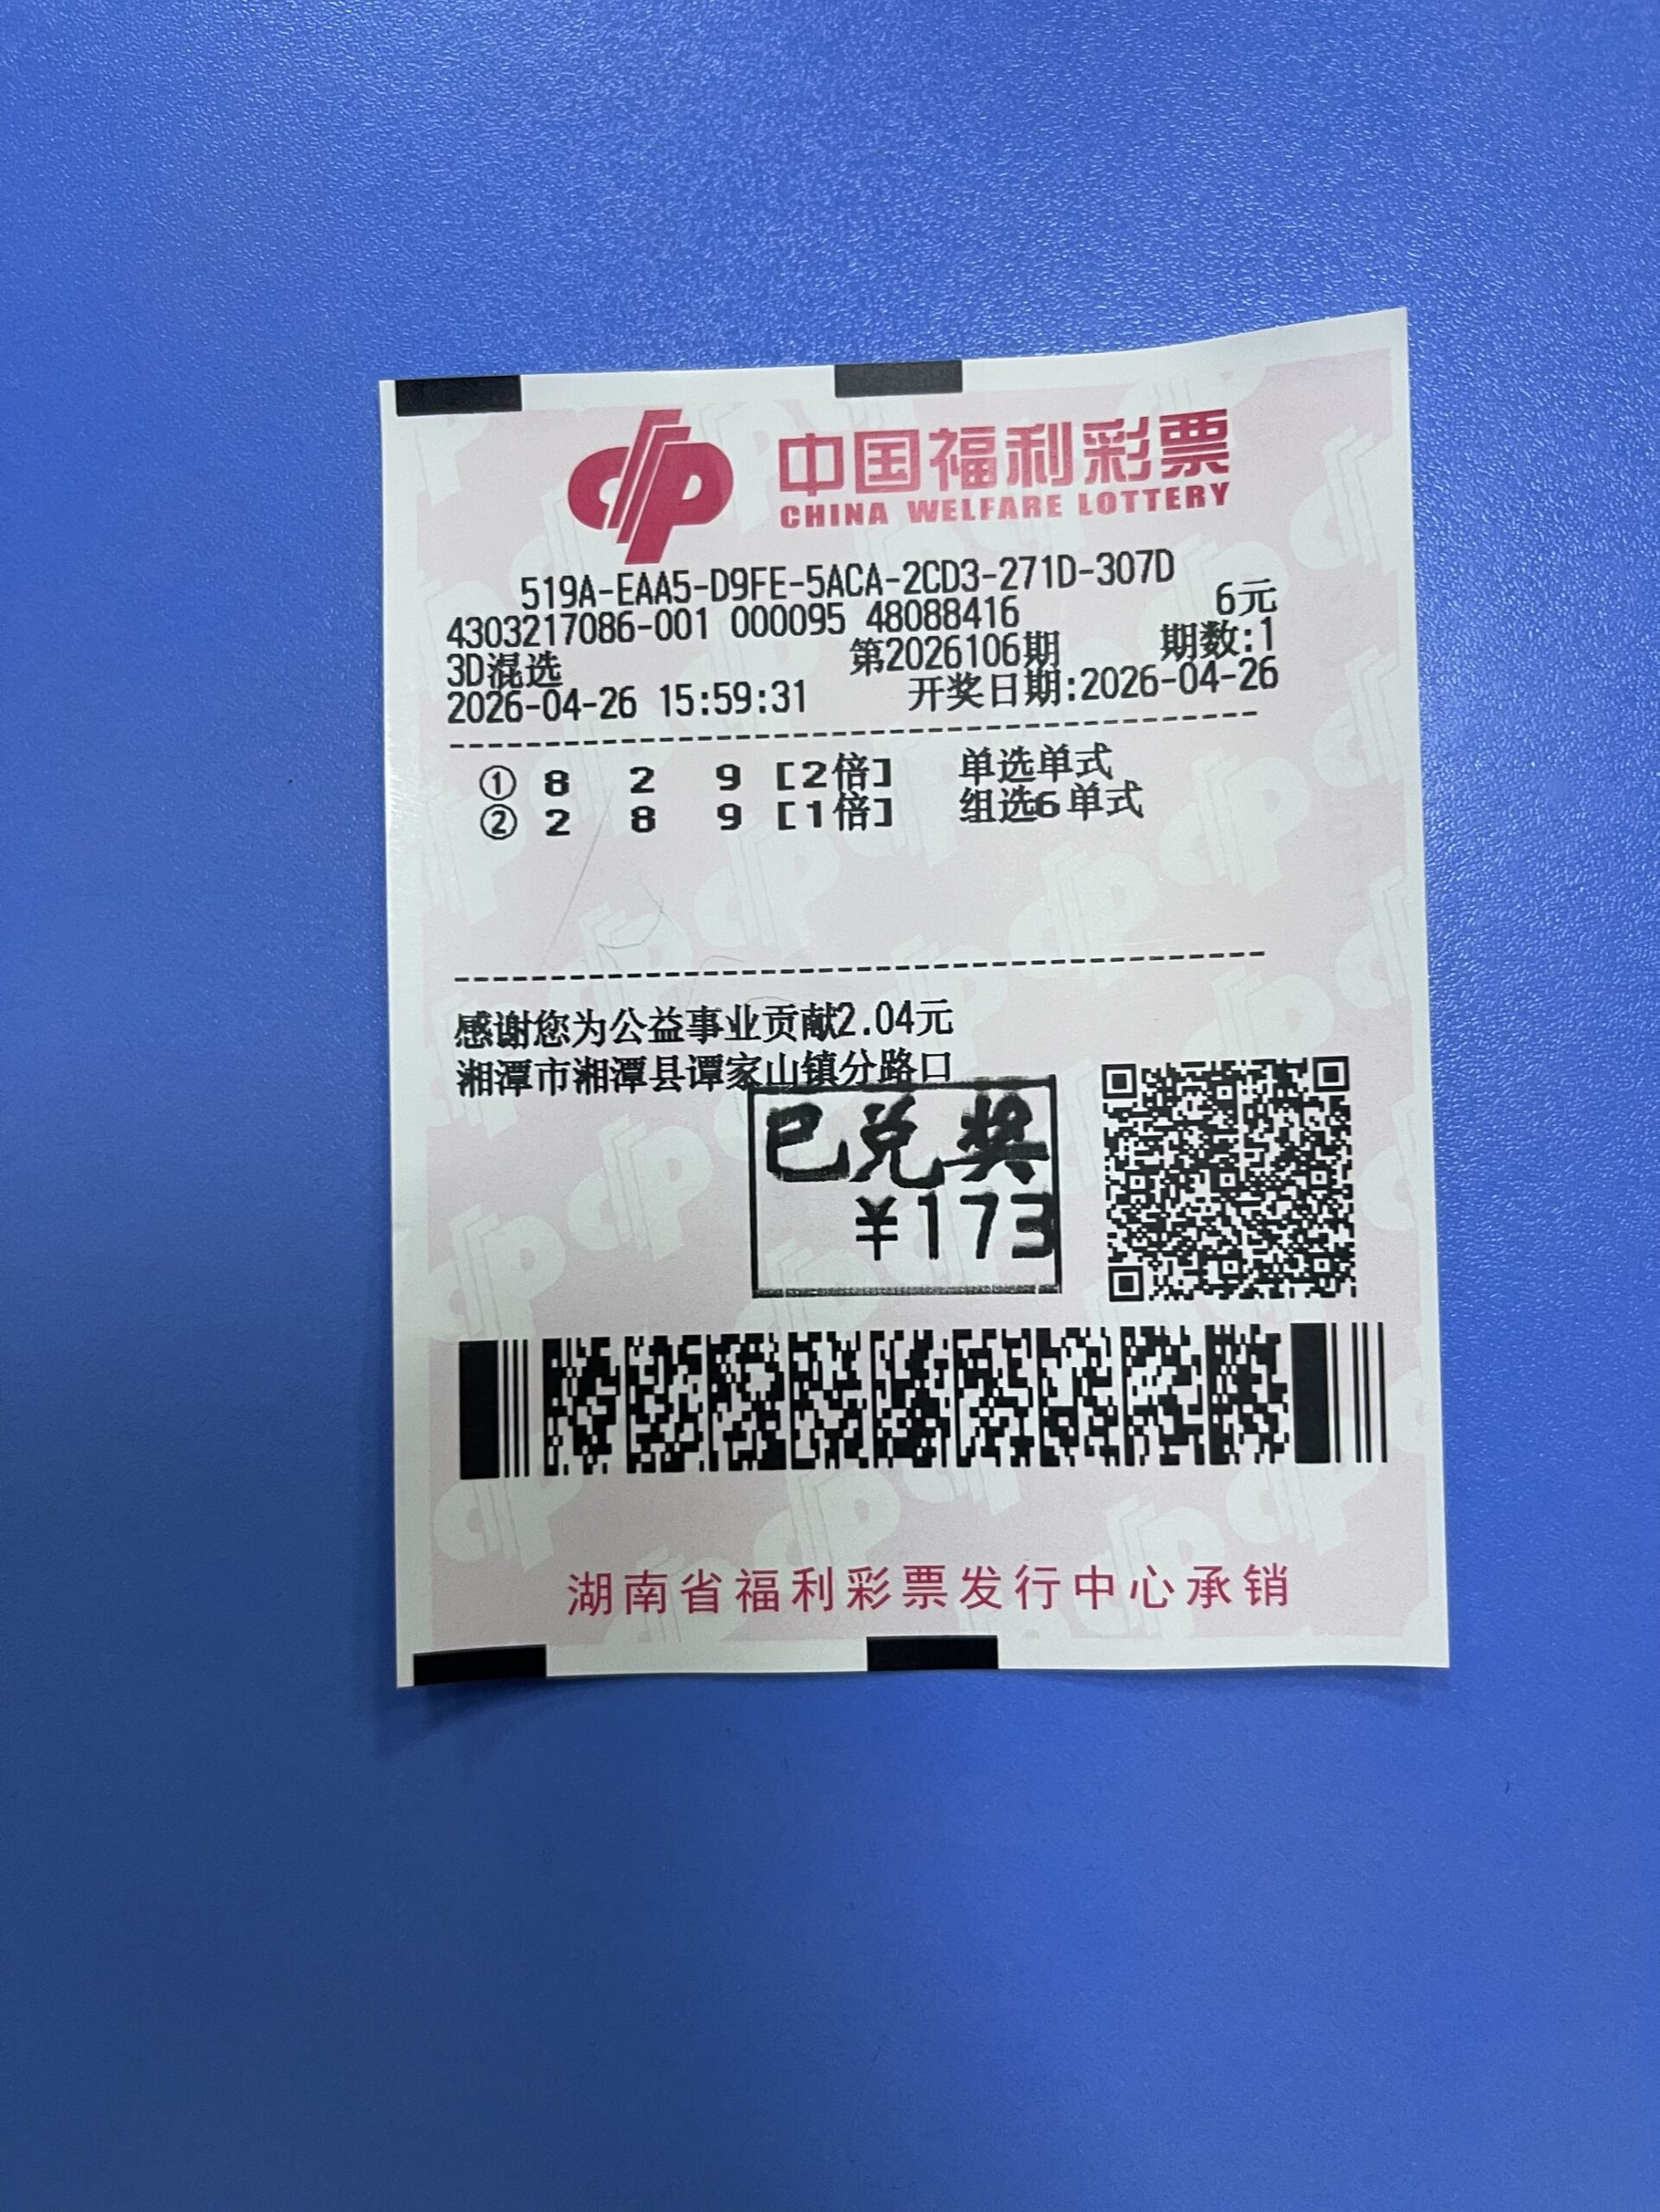 中国福利彩票
CHINA WELFARE LOTTERY
519A-EAA5-D9FE-5ACA-2CD3-271D-307D
4303217086-001 000095 48088416 6元
3D混选 第2026106期 期数:1
2026-04-26 15:59:31 开奖日期:2026-04-26
① 8 2 9 [2倍] 单选单式
② 2 8 9 [1倍] 组选6单式
感谢您为公益事业贡献2.04元
湘潭市湘潭县谭家山镇分路口
已兑奖
¥173
湖南省福利彩票发行中心承销